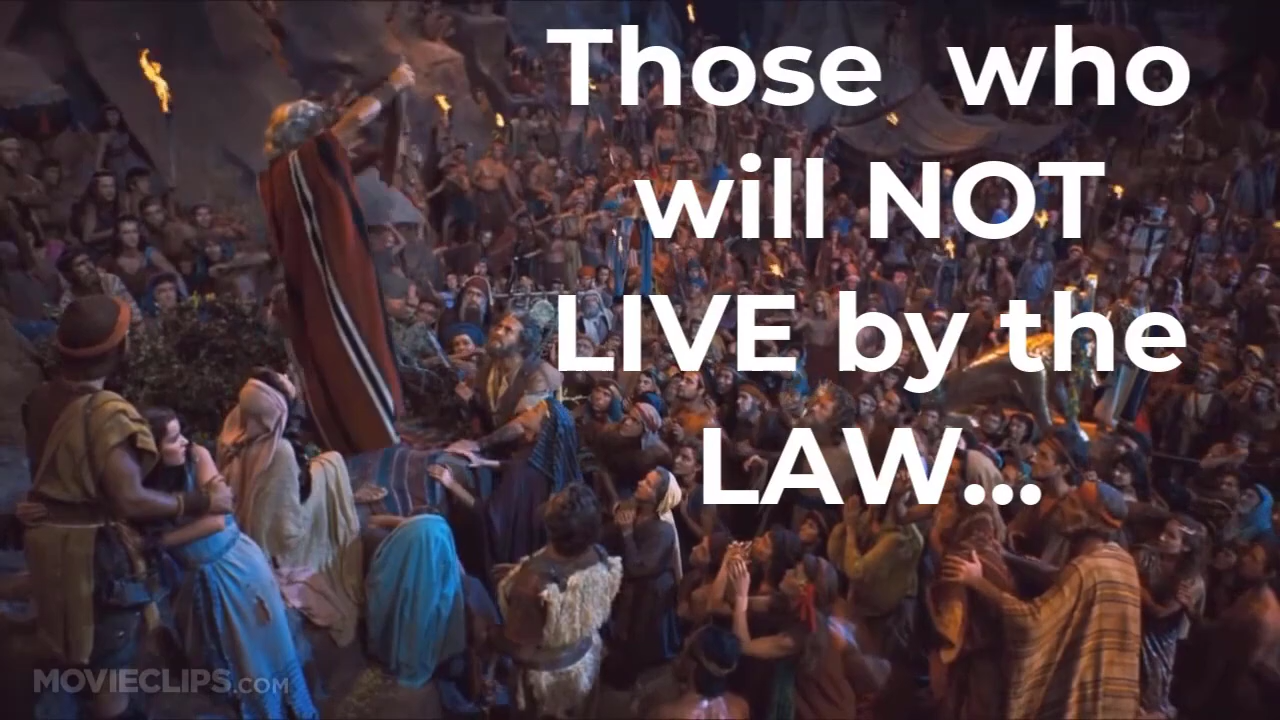 Those who
will NOT
LIVE by the
LAW...
MOVIECLIPS.COM